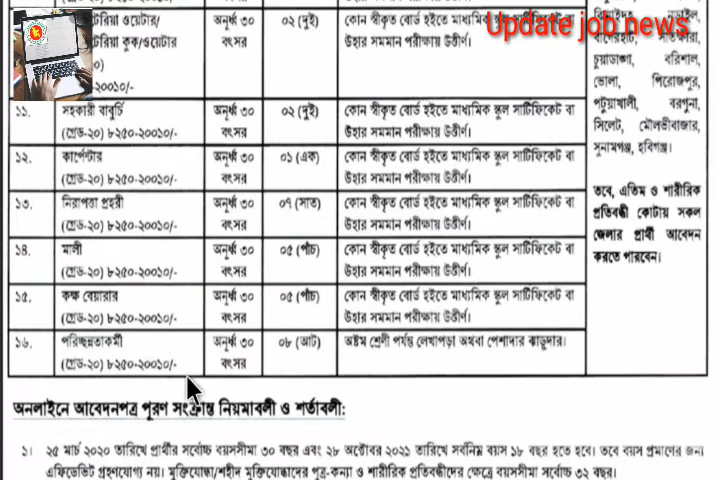 Update job news
টেরিয়া ওয়েটার/
টেরিয়া কুক/ওয়েটার
২০০১০/-
অনূর্ধ্ব ৩০
বৎসর
০২ (দুই)
কোন স্বীকৃত বোর্ড হইতে মাধ্যমিক স্কুল সার্টিফিকেট বা
উহার সমমান পরীক্ষায় উত্তীর্ণ।
১১.
সহকারী বাবুর্চি
(গ্রেড-২০) ৮২৫০-২০০১০/-
অনূর্ধ্ব ৩০
বৎসর
০২ (দুই)
কোন স্বীকৃত বোর্ড হইতে মাধ্যমিক স্কুল সার্টিফিকেট বা
উহার সমমান পরীক্ষায় উত্তীর্ণ।
১২.
কার্পেন্টার
(গ্রেড-২০) ৮২৫০-২০০১০/-
অনূর্ধ্ব ৩০
বৎসর
০১ (এক)
কোন স্বীকৃত বোর্ড হইতে মাধ্যমিক স্কুল সার্টিফিকেট বা
উহার সমমান পরীক্ষায় উত্তীর্ণ।
১৩.
নিরাপত্তা প্রহরী
(গ্রেড-২০) ৮২৫০-২০০১০/-
অনূর্ধ্ব ৩০
বৎসর
০৭ (সাত)
কোন স্বীকৃত বোর্ড হইতে মাধ্যমিক স্কুল সার্টিফিকেট বা
উহার সমমান পরীক্ষায় উত্তীর্ণ।
১৪.
মালী
(গ্রেড-২০) ৮২৫০-২০০১০/-
অনূর্ধ্ব ৩০
বৎসর
০৫ (পাঁচ)
কোন স্বীকৃত বোর্ড হইতে মাধ্যমিক স্কুল সার্টিফিকেট বা
উহার সমমান পরীক্ষায় উত্তীর্ণ।
১৫.
কক্ষ বেয়ারার
(গ্রেড-২০) ৮২৫০-২০০১০/-
অনূর্ধ্ব ৩০
বৎসর
০৫ (পাঁচ)
কোন স্বীকৃত বোর্ড হইতে মাধ্যমিক স্কুল সার্টিফিকেট বা
উহার সমমান পরীক্ষায় উত্তীর্ণ।
১৬.
পরিচ্ছন্নতাকর্মী
(গ্রেড-২০) ৮২৫০-২০০১০/-
অনূর্ধ্ব ৩০
বৎসর
০৮ (আট)
অষ্টম শ্রেণী পর্যন্ত লেখাপড়া অথবা পেশাদার ঝাড়ুদার।
চুয়াডাঙ্গা, বরিশাল,
ভোলা, পিরোজপুর,
পটুয়াখালী, বরগুনা,
সিলেট, মৌলভীবাজার,
সুনামগঞ্জ, হবিগঞ্জ।
তবে, এতিম ও শারীরিক
প্রতিবন্ধী কোটায় সকল
জেলার প্রার্থী আবেদন
করতে পারবেন।
অনলাইনে আবেদনপত্র পূরণ সংক্রান্ত নিয়মাবলী ও শর্তাবলী:
১। ২৫ মার্চ ২০২০ তারিখে প্রার্থীর সর্বোচ্চ বয়সসীমা ৩০ বছর এবং ২৮ অক্টোবর ২০২১ তারিখে সর্বনিম্ন বয়স ১৮ বছর হতে হবে। তবে বয়স প্রমাণের জন্য
এফিডেভিট গ্রহণযোগ্য নয়। মুক্তিযোদ্ধা/শহীদ মুক্তিযোদ্ধাদের পুত্র-কন্যা ও শারীরিক প্রতিবন্ধীদের ক্ষেত্রে বয়সসীমা সর্বোচ্চ ৩২ বছর।